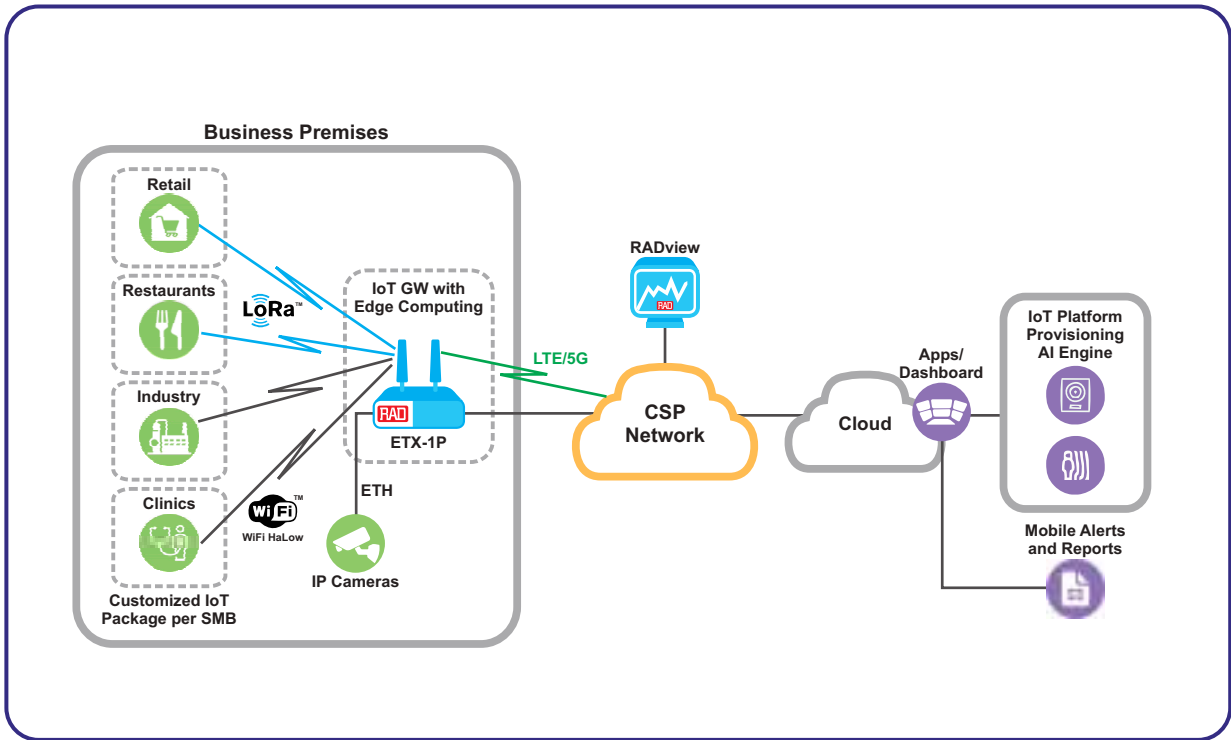 Business Premises
Retail
Restaurants
LoRa™
Industry
Clinics
WiFi™
WiFi HaLow
Customized IoT
Package per SMB
IoT GW with
Edge Computing
RAD
ETX-1P
ETH
IP Cameras
LTE/5G
RADview
RAD
CSP
Network
Cloud
Apps/
Dashboard
IoT Platform
Provisioning
AI Engine
Mobile Alerts
and Reports